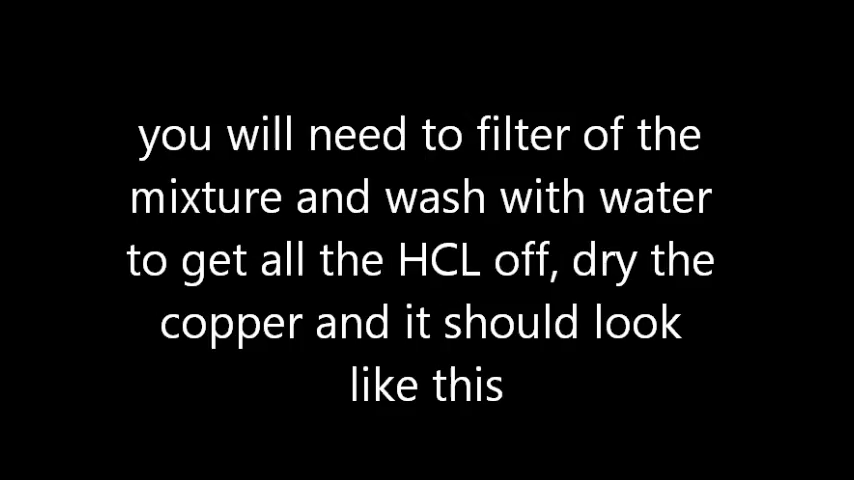 you will need to filter of the
mixture and wash with water
to get all the HCL off, dry the
copper and it should look
like this